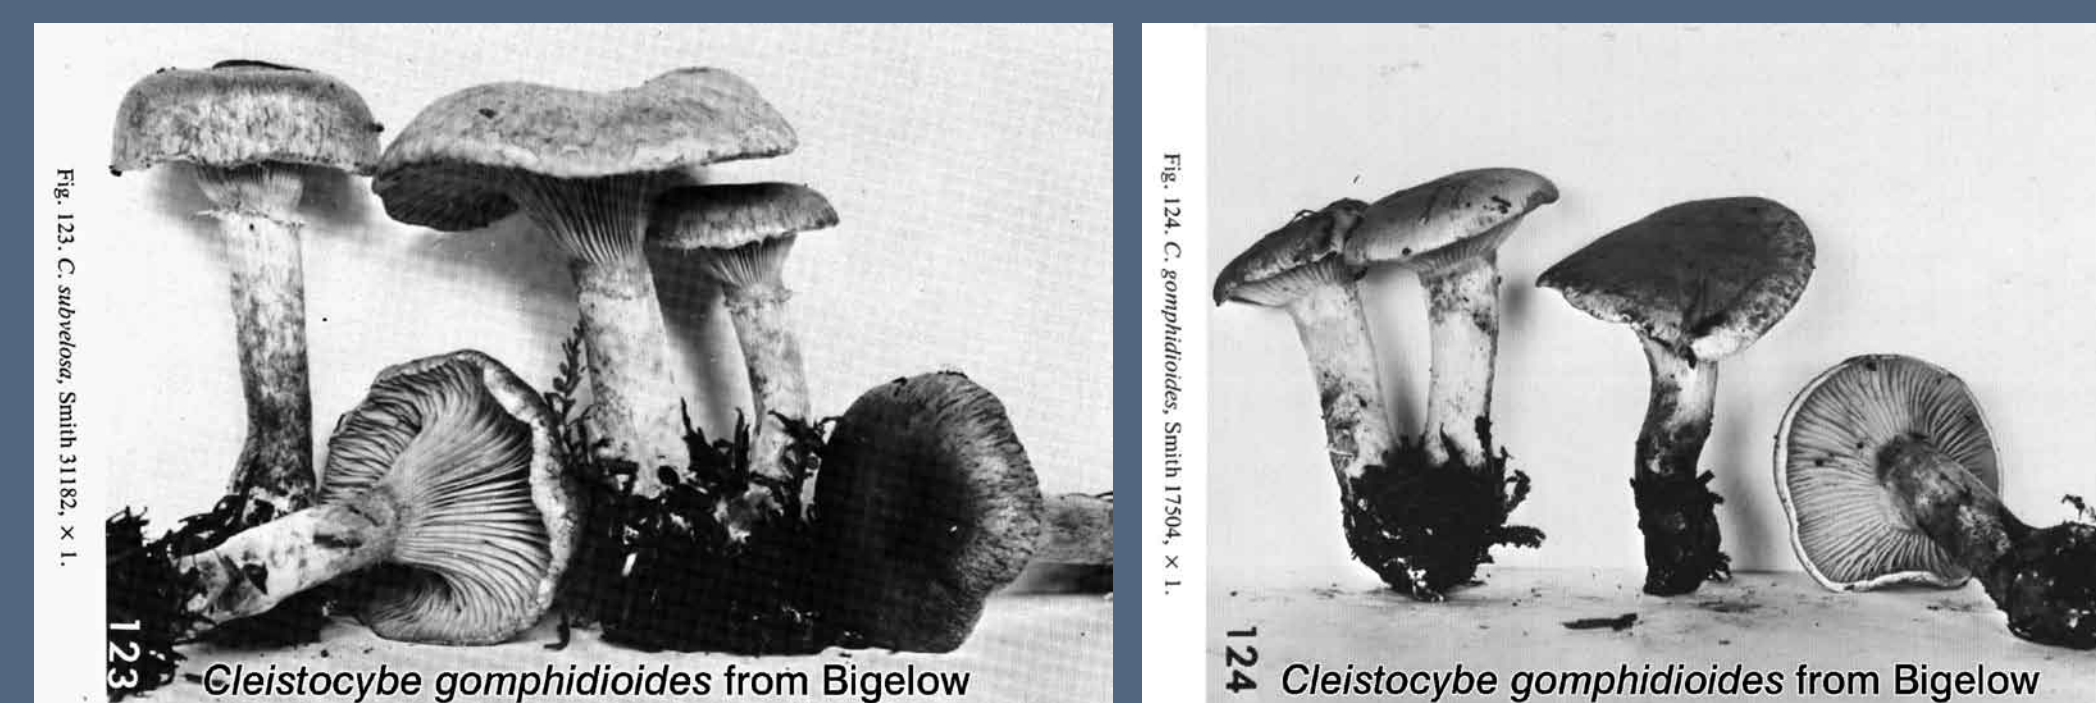 Fig. 123. C. subvelosa, Smith 31182, × 1.
123
Cleistocybe gomphidioides from Bigelow
Fig. 124. C. gomphidioides, Smith 17504, × 1.
124
Cleistocybe gomphidioides from Bigelow